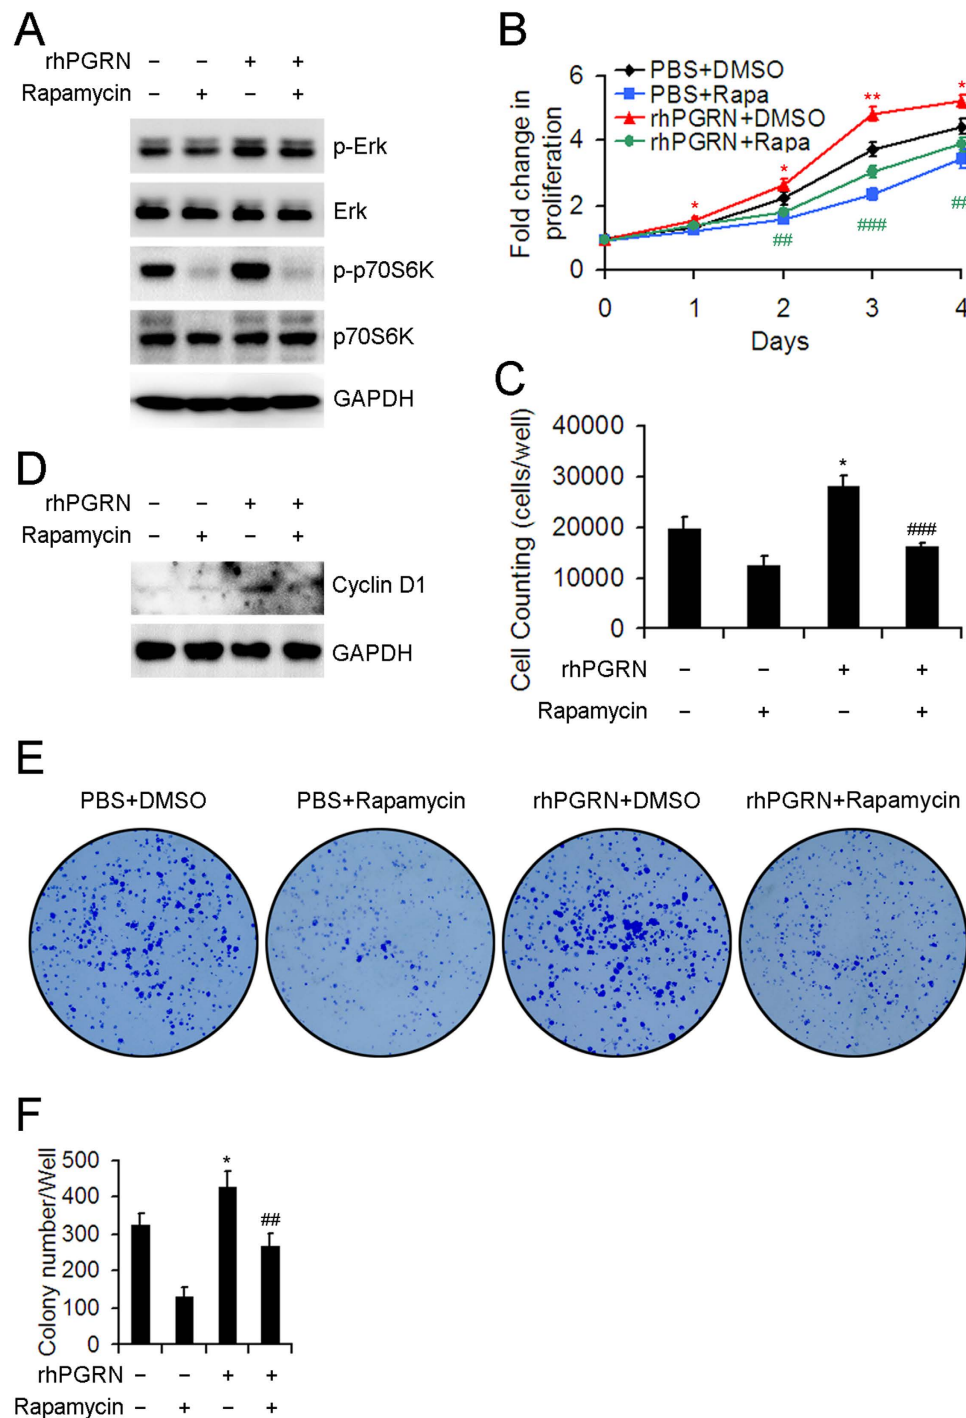 A
rhPGRN − − + +
Rapamycin − + − +
p-Erk
Erk
p-p70S6K
p70S6K
GAPDH
B
PBS+DMSO
PBS+Rapa
rhPGRN+DMSO
rhPGRN+Rapa
Fold change in
proliferation
6
4
2
0
* * ** *
## ### ##
0 1 2 3 4
Days
C
Cell Counting (cells/well)
40000
30000
20000
10000
0
*
###
rhPGRN − − + +
Rapamycin − + − +
D
rhPGRN − − + +
Rapamycin − + − +
Cyclin D1
GAPDH
E
PBS+DMSO PBS+Rapamycin rhPGRN+DMSO rhPGRN+Rapamycin
F
Colony number/Well
500
400
300
200
100
0
*
##
rhPGRN − − + +
Rapamycin − + − +